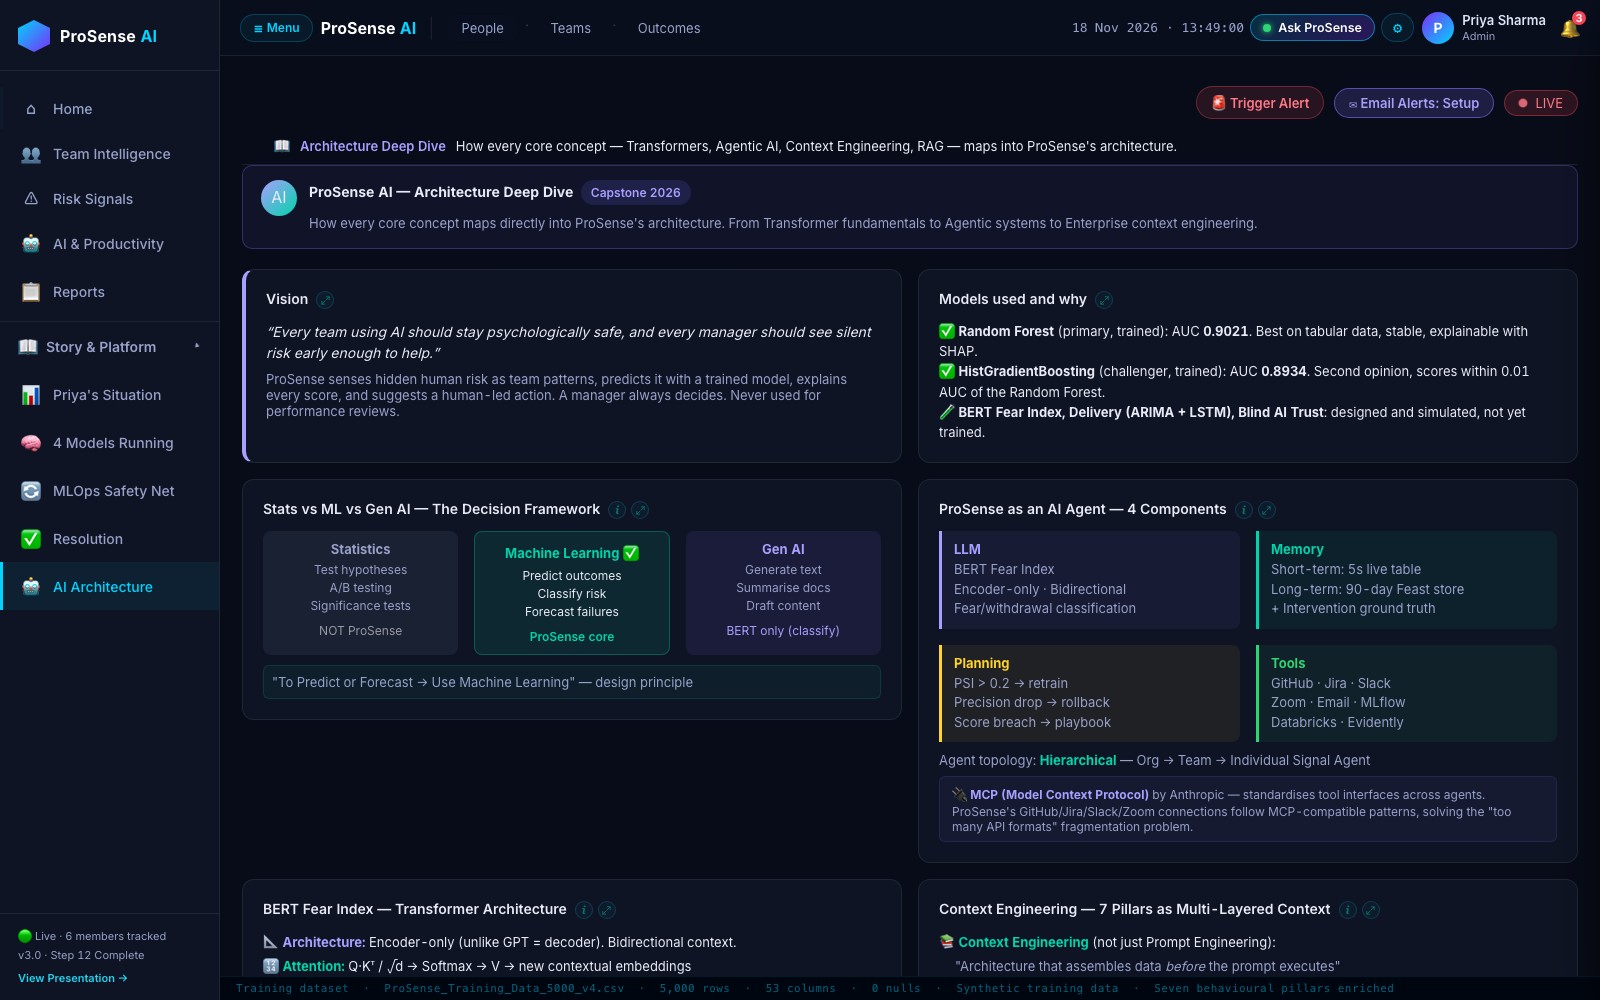 ProSense AI
Home
Team Intelligence
Risk Signals
AI & Productivity
Reports
Story & Platform
Priya's Situation
4 Models Running
MLOps Safety Net
Resolution
AI Architecture
Live · 6 members tracked
v3.0 · Step 12 Complete
View Presentation →
≡ Menu
ProSense AI
People · Teams · Outcomes
18 Nov 2026 · 13:49:00
Ask ProSense
P
Priya Sharma
Admin
3
Trigger Alert
✉ Email Alerts: Setup
LIVE
Architecture Deep Dive How every core concept — Transformers, Agentic AI, Context Engineering, RAG — maps into ProSense's architecture.
AI
ProSense AI — Architecture Deep Dive Capstone 2026
How every core concept maps directly into ProSense's architecture. From Transformer fundamentals to Agentic systems to Enterprise context engineering.
Vision
“Every team using AI should stay psychologically safe, and every manager should see silent
risk early enough to help.”
ProSense senses hidden human risk as team patterns, predicts it with a trained model, explains
every score, and suggests a human-led action. A manager always decides. Never used for
performance reviews.
Models used and why
✅ Random Forest (primary, trained): AUC 0.9021. Best on tabular data, stable, explainable with
SHAP.
✅ HistGradientBoosting (challenger, trained): AUC 0.8934. Second opinion, scores within 0.01
AUC of the Random Forest.
🧪 BERT Fear Index, Delivery (ARIMA + LSTM), Blind AI Trust: designed and simulated, not yet
trained.
Stats vs ML vs Gen AI — The Decision Framework i
Statistics
Test hypotheses
A/B testing
Significance tests
NOT ProSense
Machine Learning ✅
Predict outcomes
Classify risk
Forecast failures
ProSense core
Gen AI
Generate text
Summarise docs
Draft content
BERT only (classify)
"To Predict or Forecast → Use Machine Learning" — design principle
ProSense as an AI Agent — 4 Components i
LLM
BERT Fear Index
Encoder-only · Bidirectional
Fear/withdrawal classification
Memory
Short-term: 5s live table
Long-term: 90-day Feast store
+ Intervention ground truth
Planning
PSI > 0.2 → retrain
Precision drop → rollback
Score breach → playbook
Tools
GitHub · Jira · Slack
Zoom · Email · MLflow
Databricks · Evidently
Agent topology: Hierarchical — Org → Team → Individual Signal Agent
🔌 MCP (Model Context Protocol) by Anthropic — standardises tool interfaces across agents.
ProSense's GitHub/Jira/Slack/Zoom connections follow MCP-compatible patterns, solving the "too
many API formats" fragmentation problem.
BERT Fear Index — Transformer Architecture i
📐 Architecture: Encoder-only (unlike GPT = decoder). Bidirectional context.
🔢 Attention: Q·Kᵀ / √d → Softmax → V → new contextual embeddings
Context Engineering — 7 Pillars as Multi-Layered Context i
📚 Context Engineering (not just Prompt Engineering):
"Architecture that assembles data before the prompt executes"
Training dataset · ProSense_Training_Data_5000_v4.csv · 5,000 rows · 53 columns · 0 nulls · Synthetic training data · Seven behavioural pillars enriched